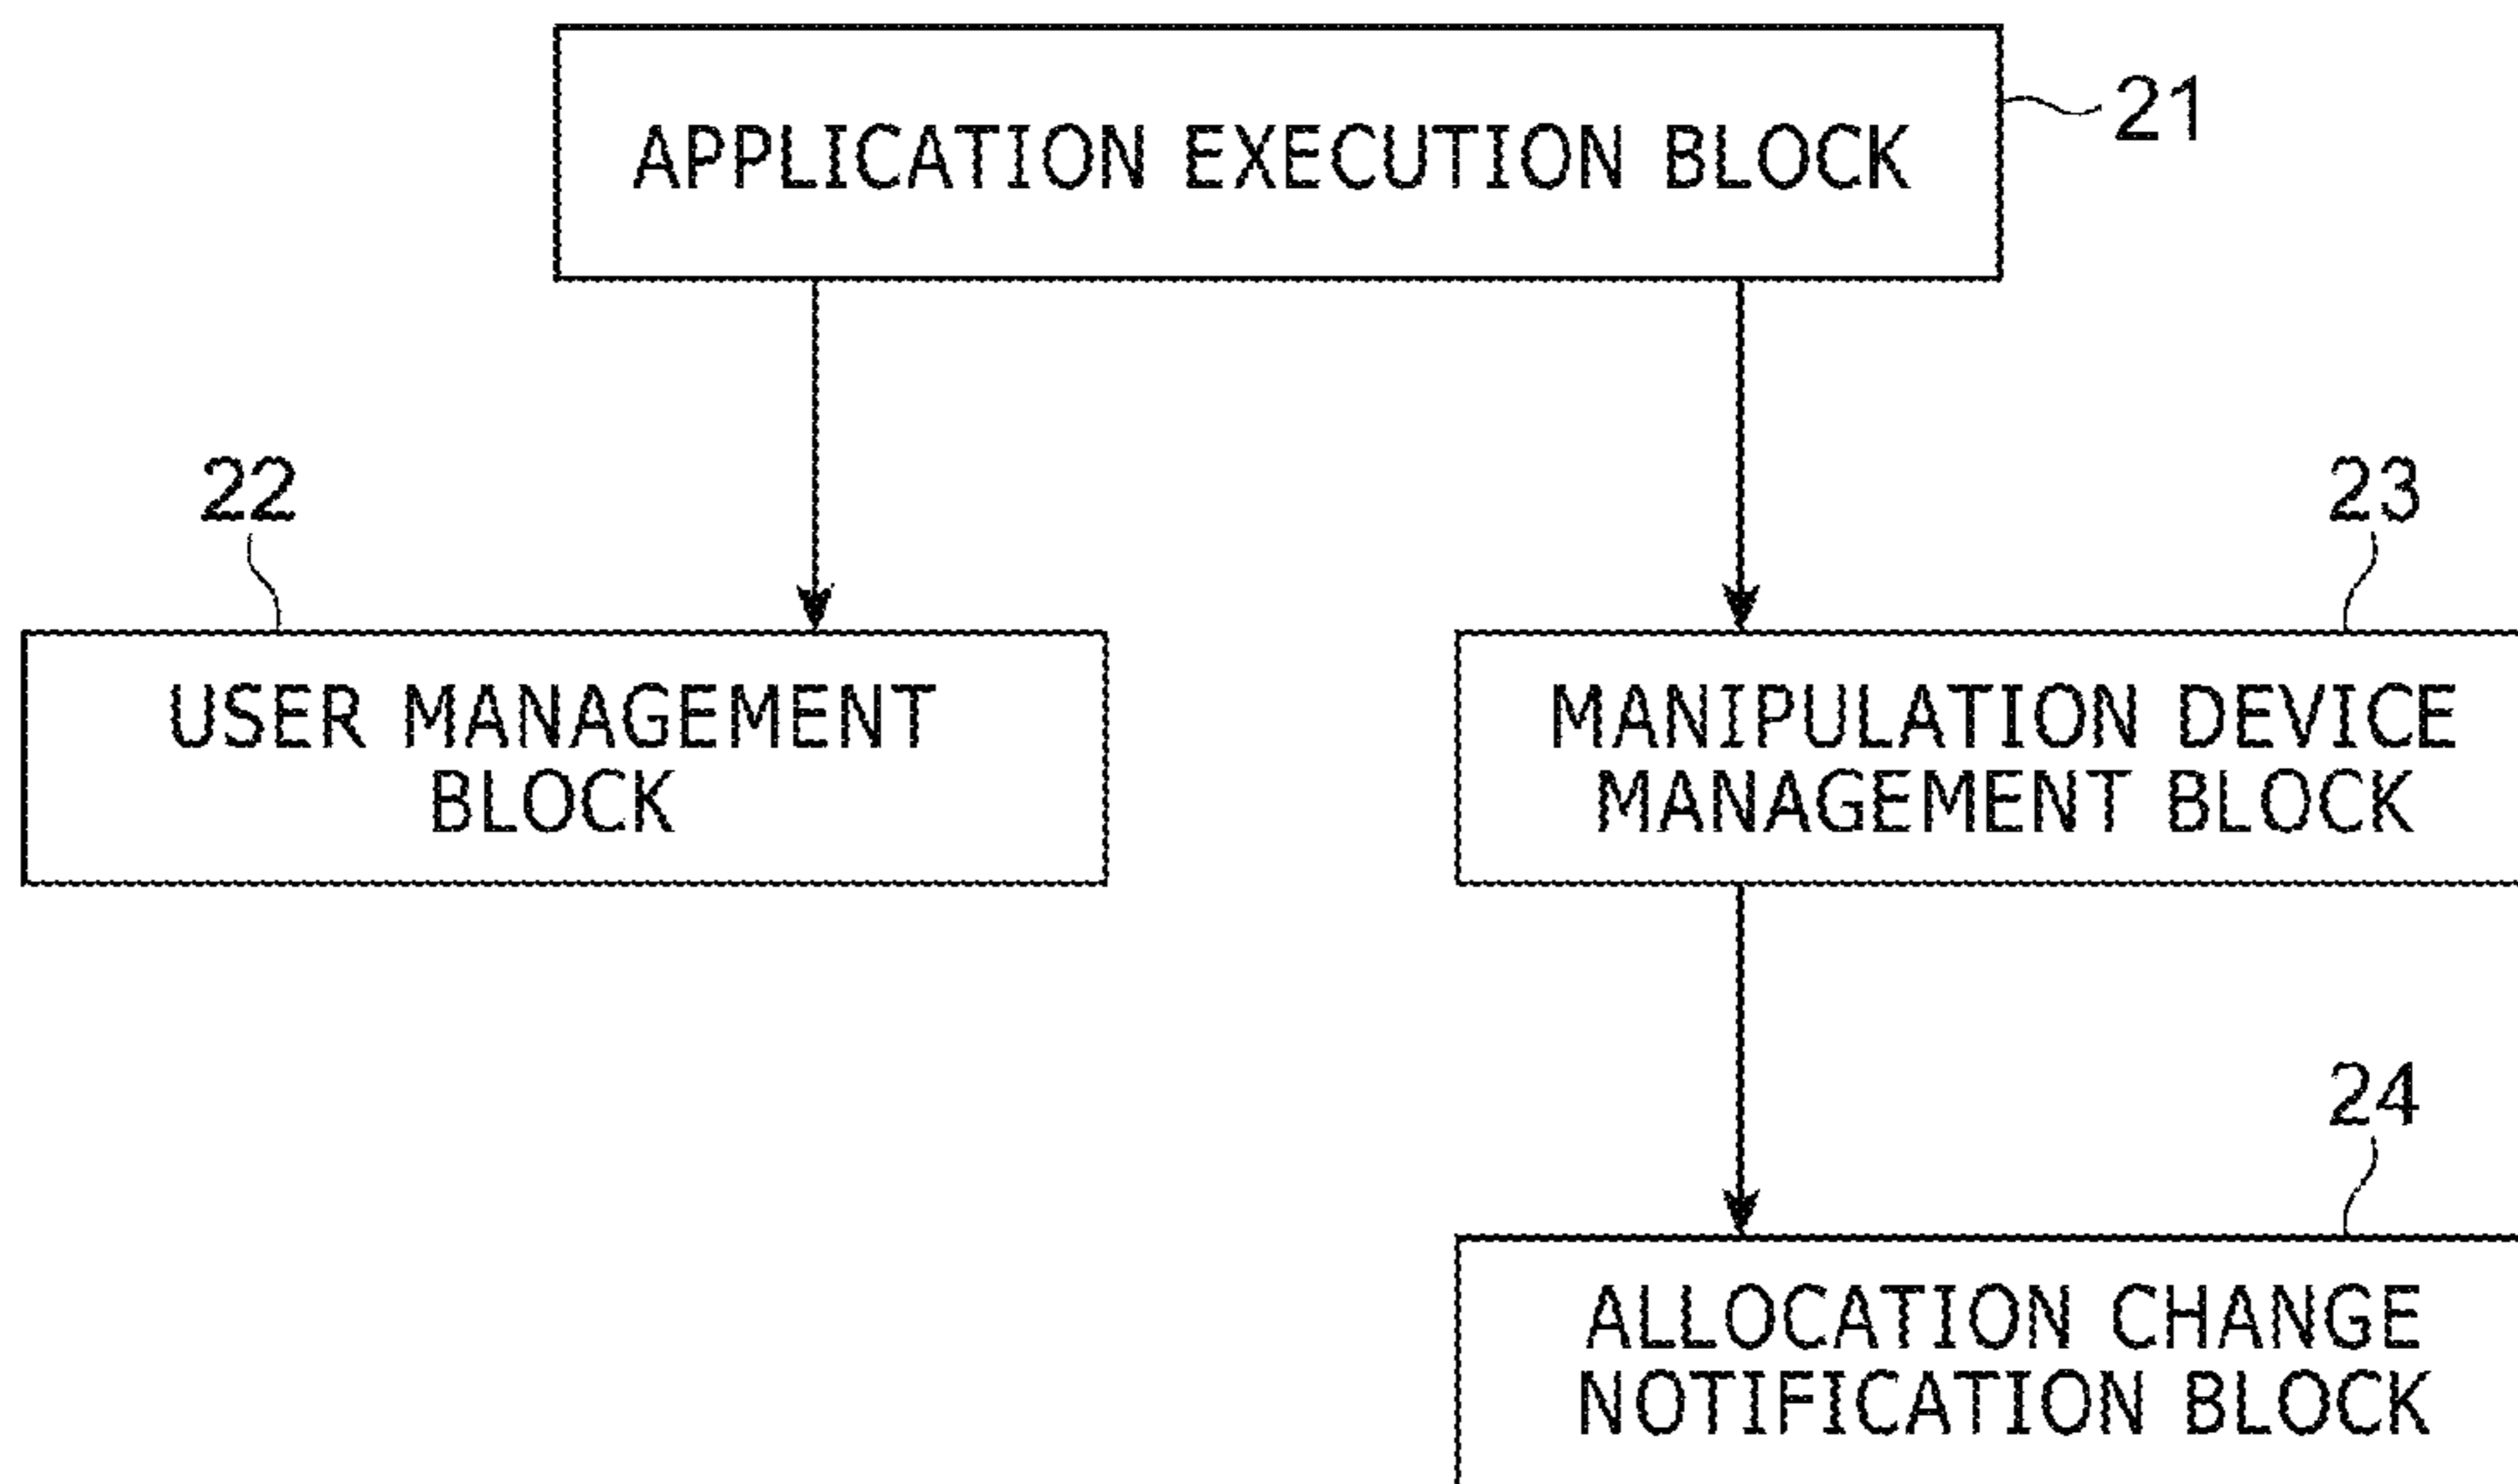 APPLICATION EXECUTION BLOCK
21
22
23
USER MANAGEMENT
BLOCK
MANIPULATION DEVICE
MANAGEMENT BLOCK
24
ALLOCATION CHANGE
NOTIFICATION BLOCK